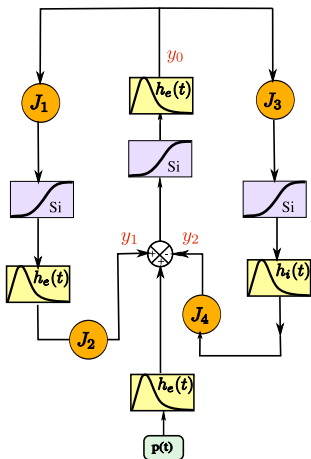 y₀
hₑ(t)
J₁
J₃
Si
Si
Si
y₁
y₂
+
-
+
hₑ(t)
hᵢ(t)
J₂
J₄
hₑ(t)
p(t)